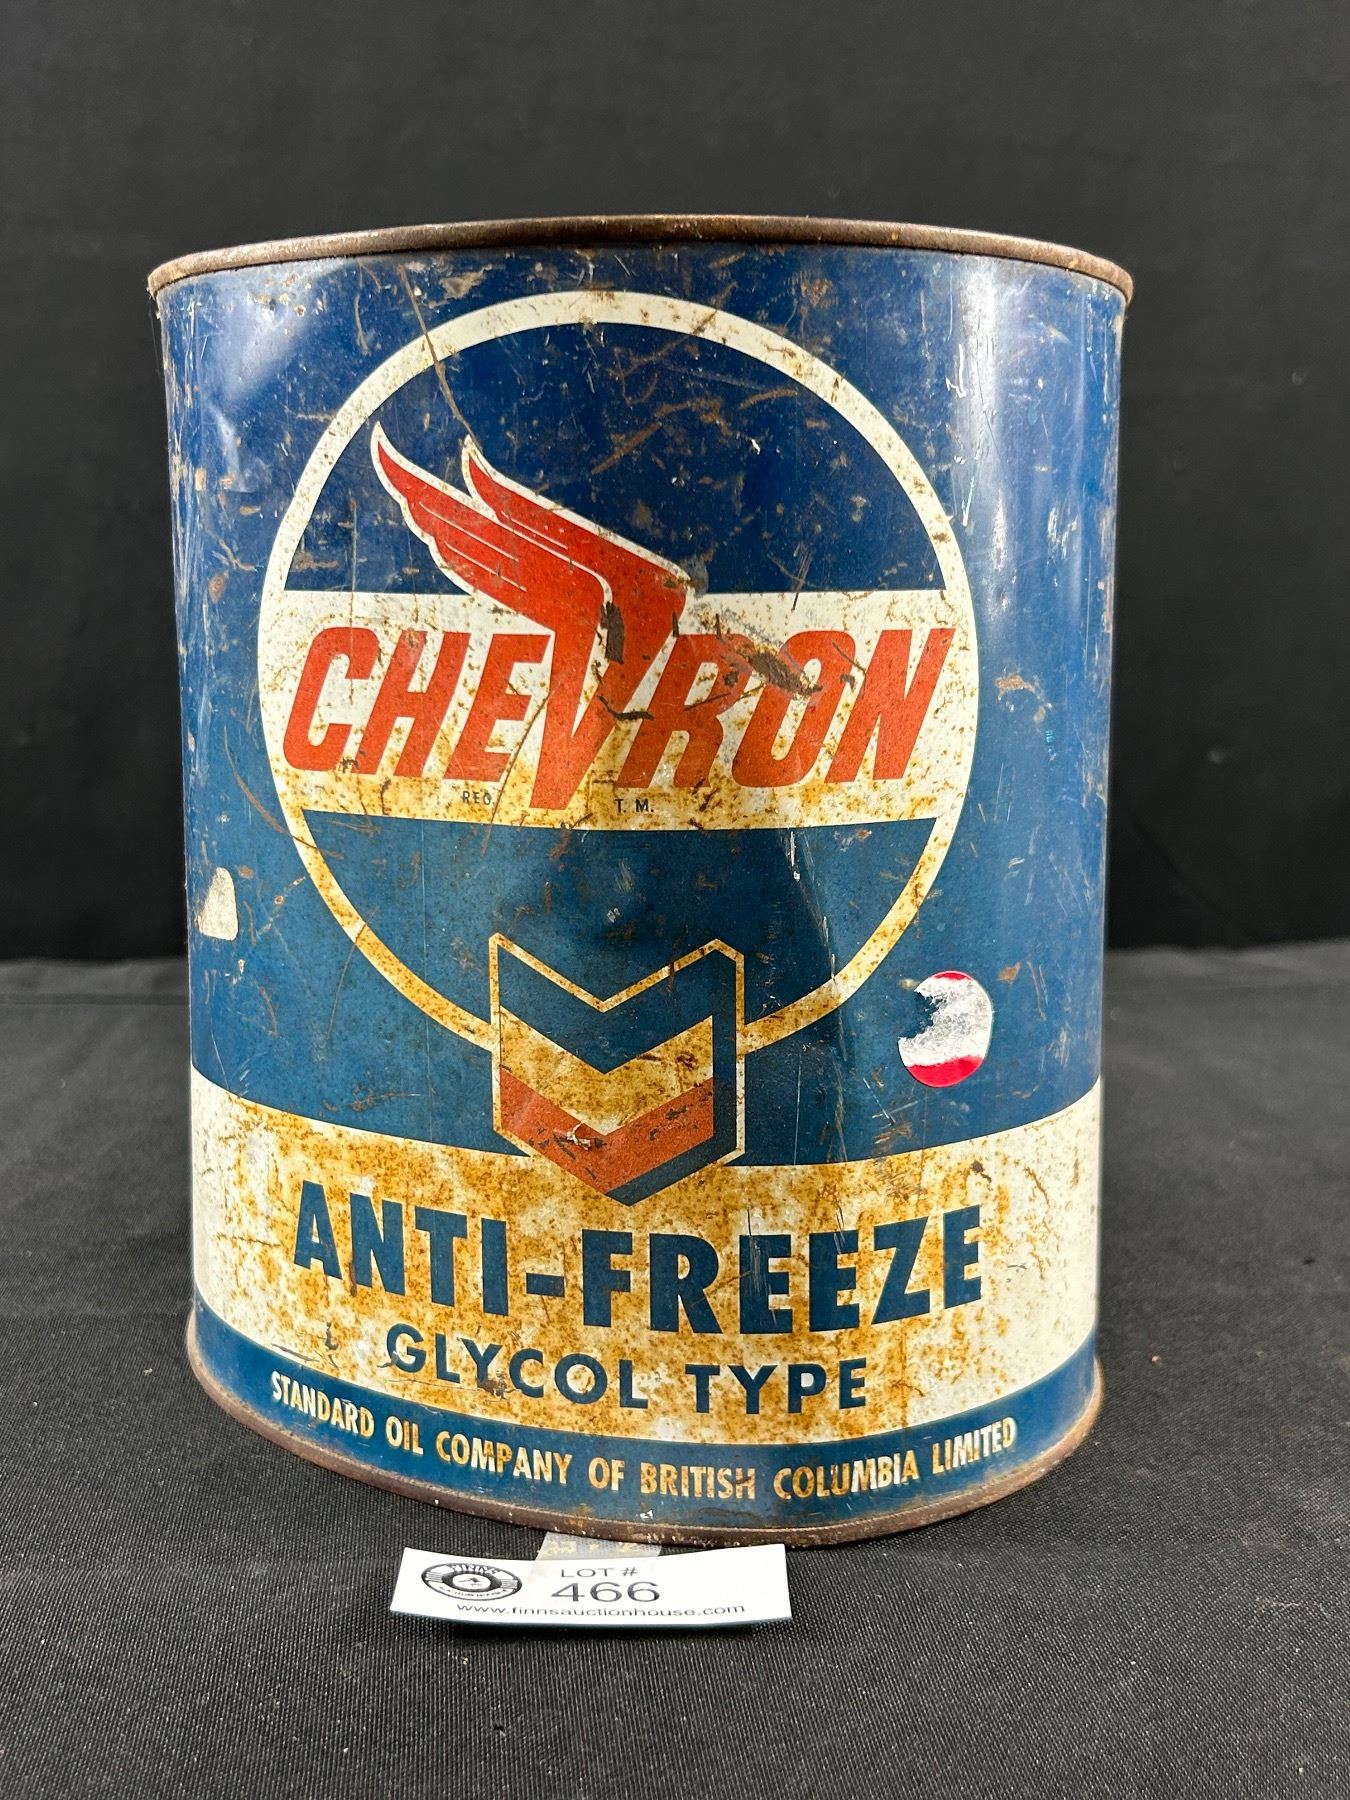 CHEVRON
REG. T. M.
ANTI-FREEZE
GLYCOL TYPE
STANDARD OIL COMPANY OF BRITISH COLUMBIA LIMITED
LOT #
466
www.finnsauctionhouse.com